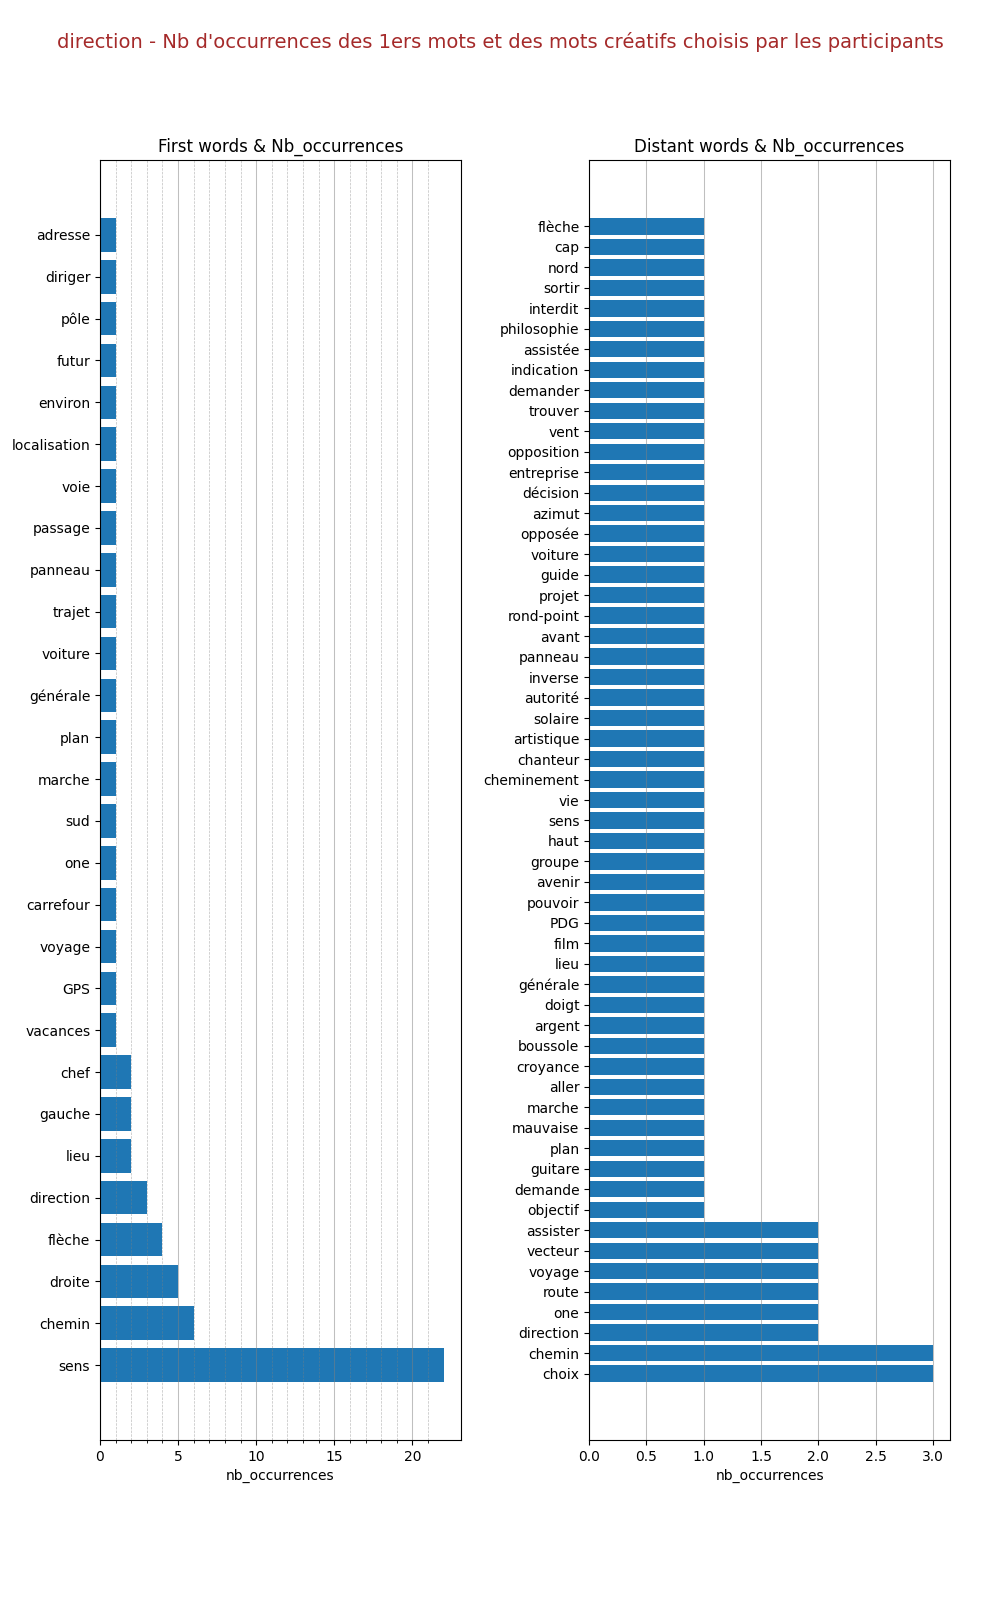 direction - Nb d'occurrences des 1ers mots et des mots créatifs choisis par les participants
First words & Nb_occurrences
adresse
diriger
pôle
futur
environ
localisation
voie
passage
panneau
trajet
voiture
générale
plan
marche
sud
one
carrefour
voyage
GPS
vacances
chef
gauche
lieu
direction
flèche
droite
chemin
sens
0 5 10 15 20
nb_occurrences
Distant words & Nb_occurrences
flèche
cap
nord
sortir
interdit
philosophie
assistée
indication
demander
trouver
vent
opposition
entreprise
décision
azimut
opposée
voiture
guide
projet
rond-point
avant
panneau
inverse
autorité
solaire
artistique
chanteur
cheminement
vie
sens
haut
groupe
avenir
pouvoir
PDG
film
lieu
générale
doigt
argent
boussole
croyance
aller
marche
mauvaise
plan
guitare
demande
objectif
assister
vecteur
voyage
route
one
direction
chemin
choix
0.0 0.5 1.0 1.5 2.0 2.5 3.0
nb_occurrences